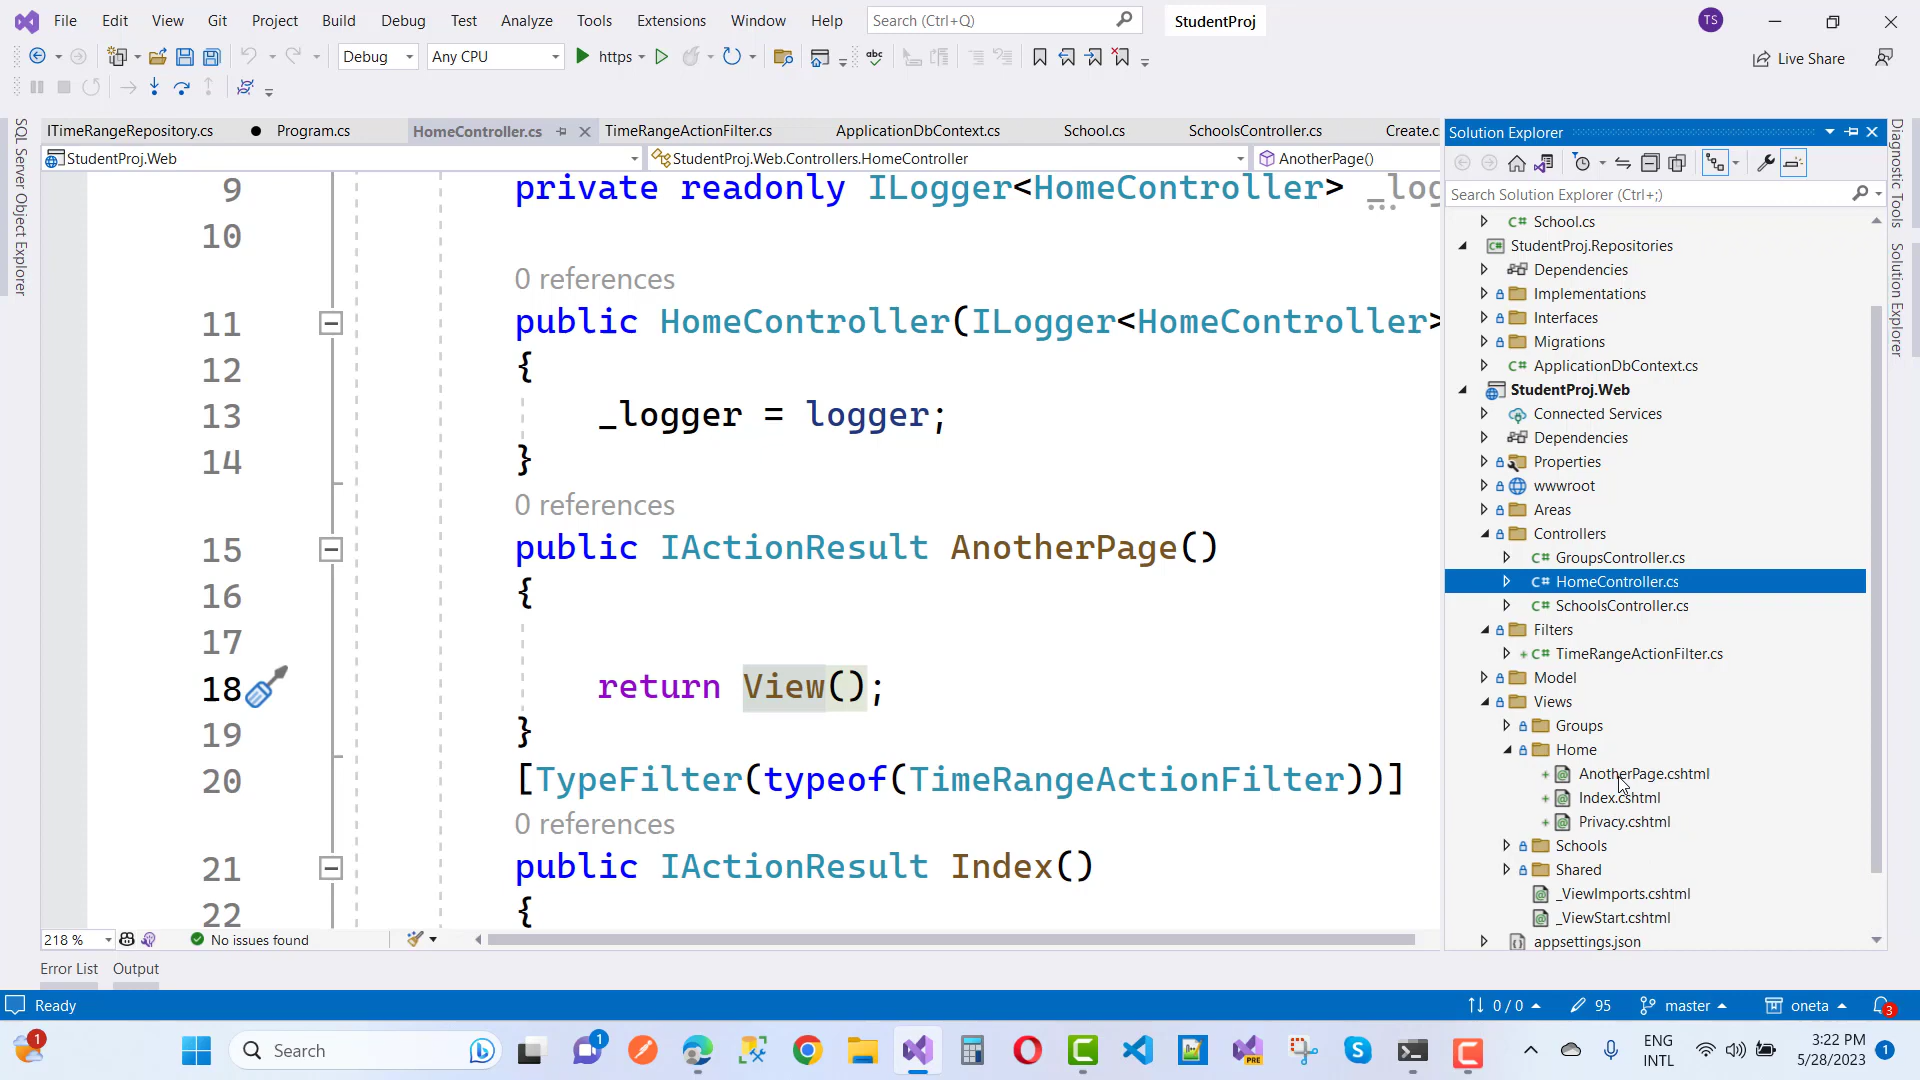 File Edit View Git Project Build Debug Test Analyze Tools Extensions Window Help Search (Ctrl+Q) StudentProj TS
Debug Any CPU https Live Share
ITimeRangeRepository.cs Program.cs HomeController.cs TimeRangeActionFilter.cs ApplicationDbContext.cs School.cs SchoolsController.cs Create.c
StudentProj.Web StudentProj.Web.Controllers.HomeController AnotherPage()
SQL Server Object Explorer
9 private readonly ILogger<HomeController> _log
10
0 references
11 public HomeController(ILogger<HomeController>
12 {
13 _logger = logger;
14 }
0 references
15 public IActionResult AnotherPage()
16 {
17
18 return View();
19 }
20 [TypeFilter(typeof(TimeRangeActionFilter))]
0 references
21 public IActionResult Index()
22 {
218 % No issues found
Error List Output
Solution Explorer
Search Solution Explorer (Ctrl+;)
C# School.cs
C# StudentProj.Repositories
Dependencies
Implementations
Interfaces
Migrations
C# ApplicationDbContext.cs
StudentProj.Web
Connected Services
Dependencies
Properties
wwwroot
Areas
Controllers
C# GroupsController.cs
C# HomeController.cs
C# SchoolsController.cs
Filters
+ C# TimeRangeActionFilter.cs
Model
Views
Groups
Home
+ AnotherPage.cshtml
+ Index.cshtml
+ Privacy.cshtml
Schools
Shared
_ViewImports.cshtml
_ViewStart.cshtml
appsettings.json
Diagnostic Tools
Solution Explorer
Ready 0 / 0 95 master oneta 3
1 Search 1 PRE ENG 3:22 PM
INTL 5/28/2023 1